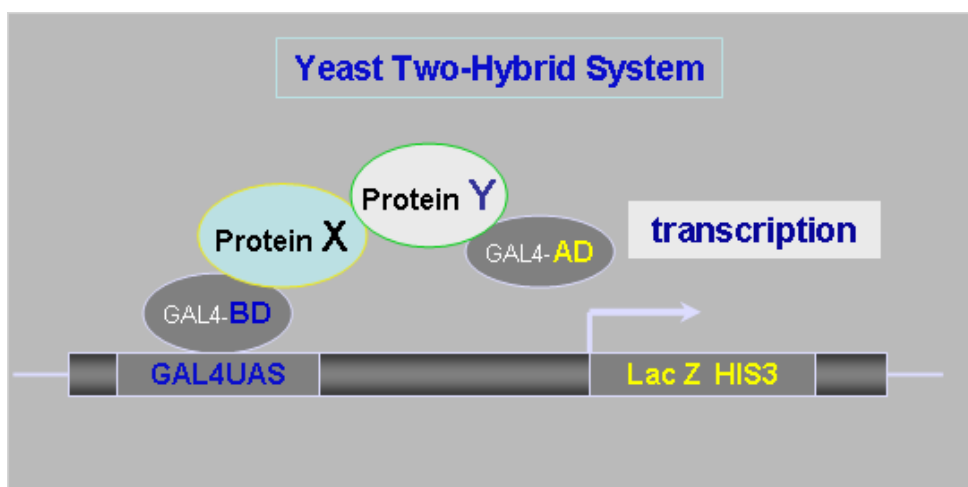 Yeast Two-Hybrid System
Protein Y
Protein X
GAL4-AD
transcription
GAL4-BD
GAL4UAS
Lac Z HIS3